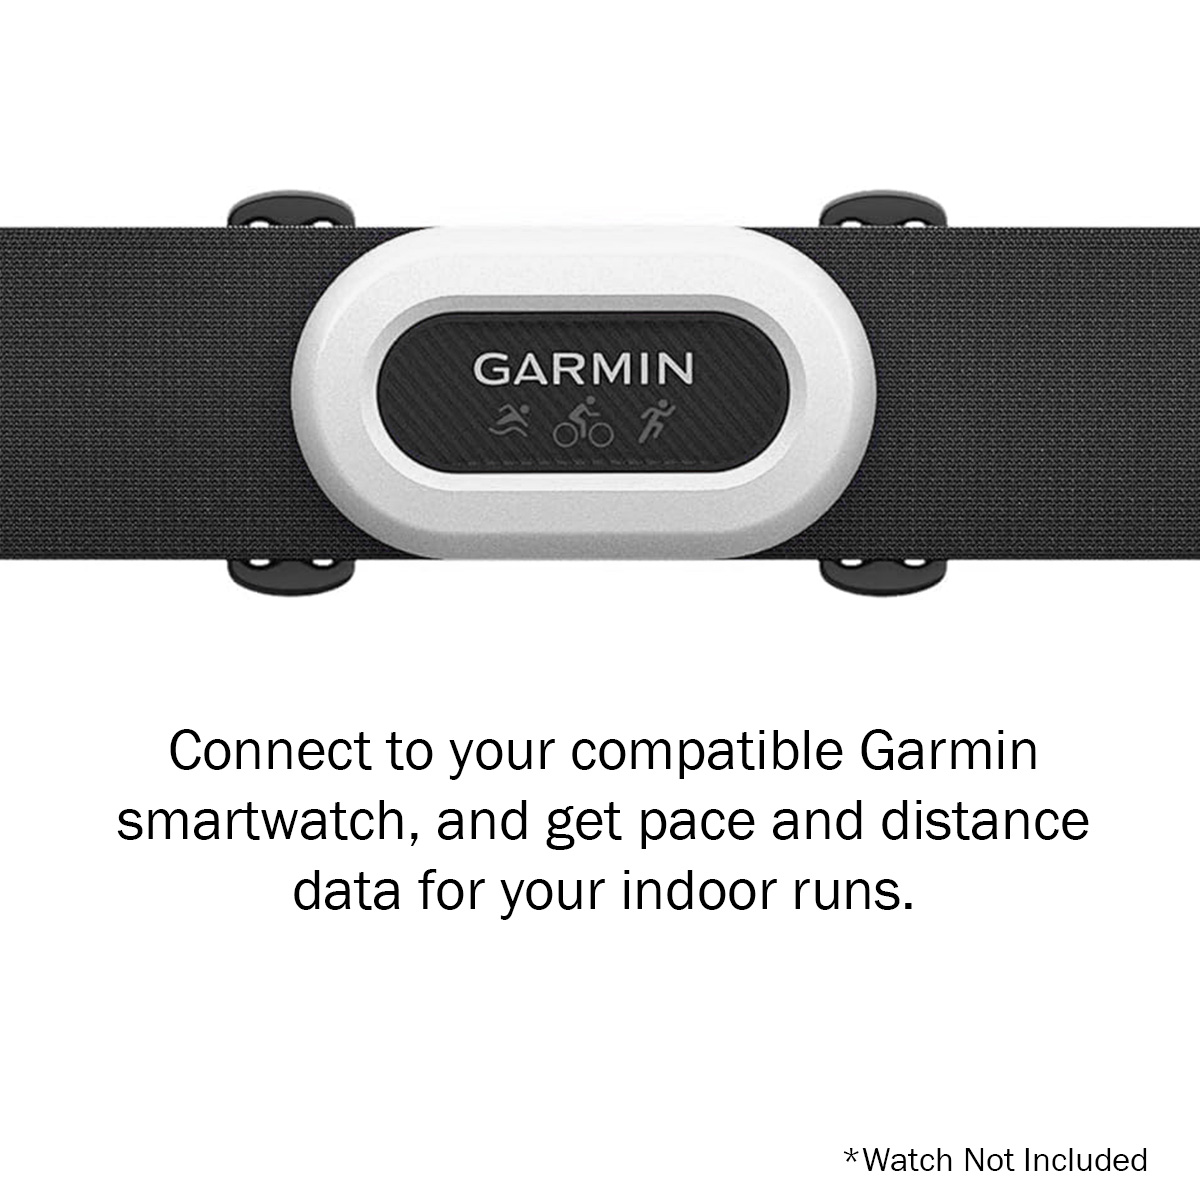 GARMIN
Connect to your compatible Garmin
smartwatch, and get pace and distance
data for your indoor runs.
*Watch Not Included